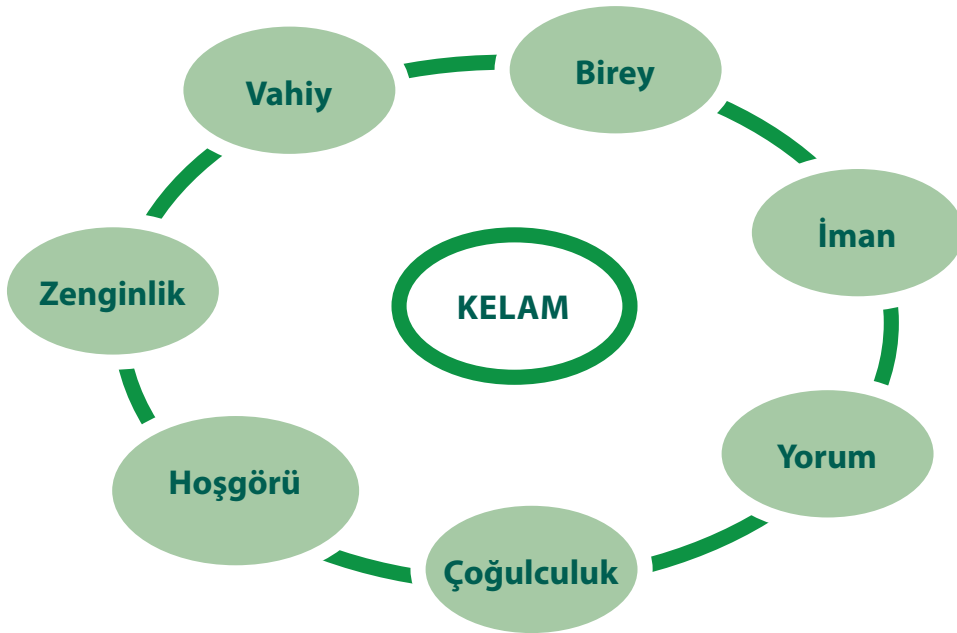 Vahiy
Birey
İman
Zenginlik
KELAM
Yorum
Hoşgörü
Çoğulculuk